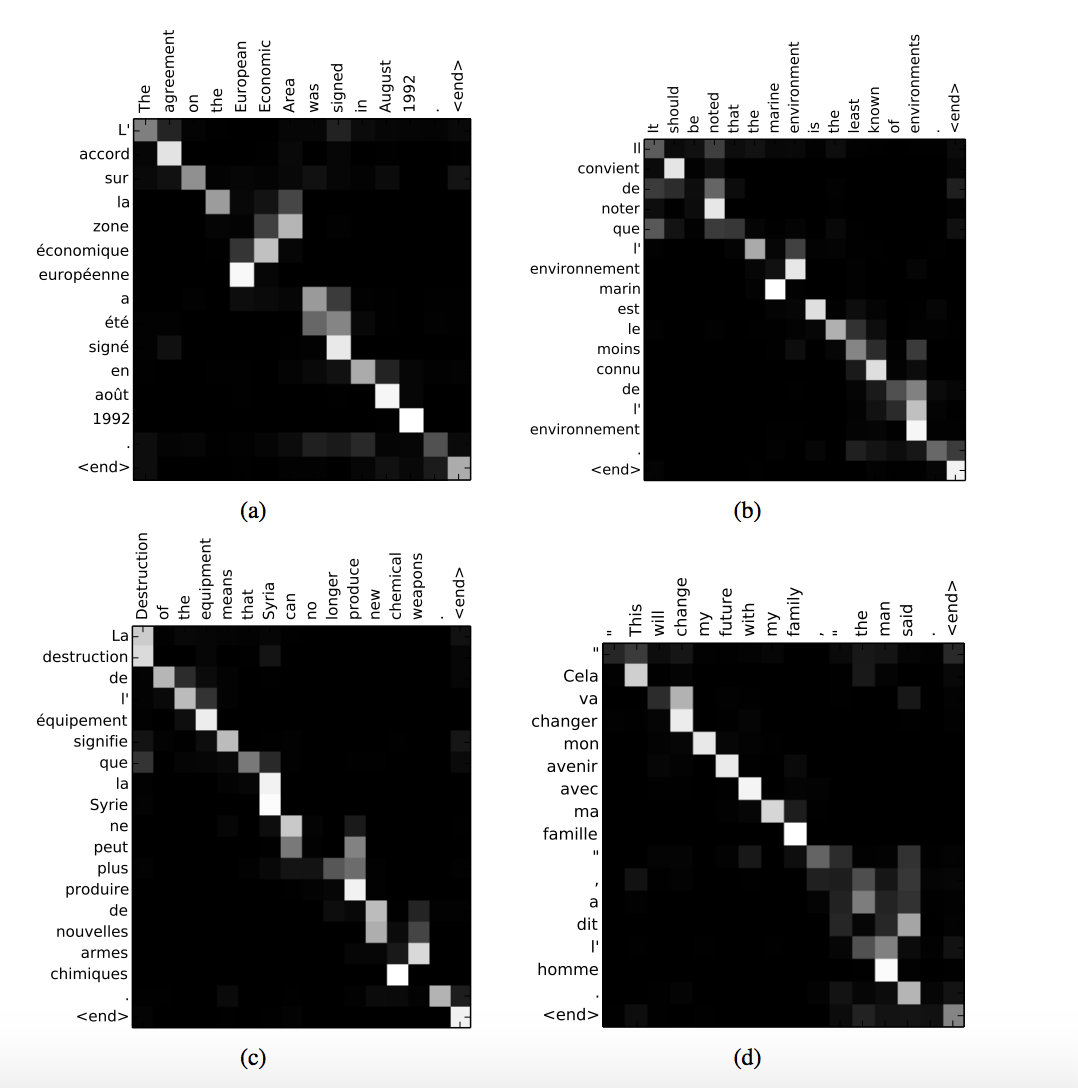 The agreement on the European Economic Area was signed in August 1992 . <end>
L'
accord
sur
la
zone
économique
européenne
a
été
signé
en
août
1992
.
<end>
(a)
It should be noted that the marine environment is the least known of environments . <end>
Il
convient
de
noter
que
l'
environnement
marin
est
le
moins
connu
de
l'
environnement
.
<end>
(b)
Destruction of the equipment means that Syria can no longer produce new chemical weapons . <end>
La
destruction
de
l'
équipement
signifie
que
la
Syrie
ne
peut
plus
produire
de
nouvelles
armes
chimiques
.
<end>
(c)
" This will change my future with my family , " the man said . <end>
"
Cela
va
changer
mon
avenir
avec
ma
famille
"
,
a
dit
l'
homme
.
<end>
(d)